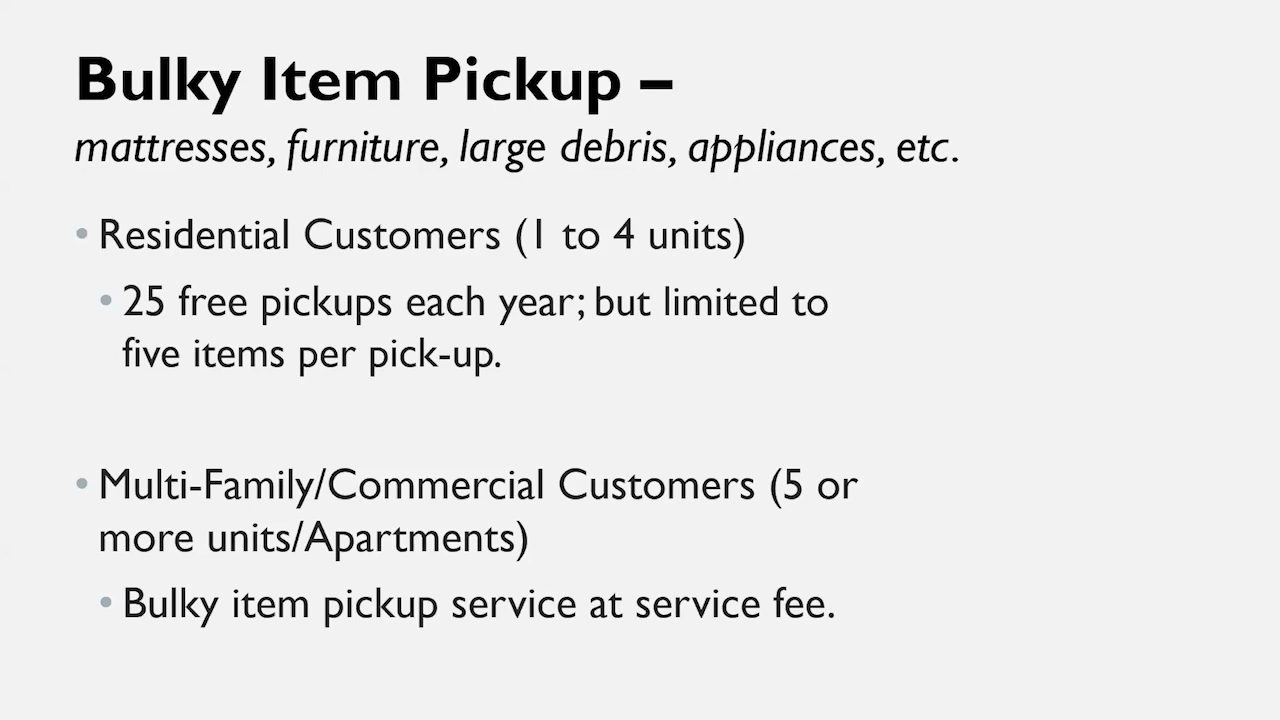 Bulky Item Pickup –
mattresses, furniture, large debris, appliances, etc.
• Residential Customers (1 to 4 units)
• 25 free pickups each year; but limited to
five items per pick-up.
• Multi-Family/Commercial Customers (5 or
more units/Apartments)
• Bulky item pickup service at service fee.